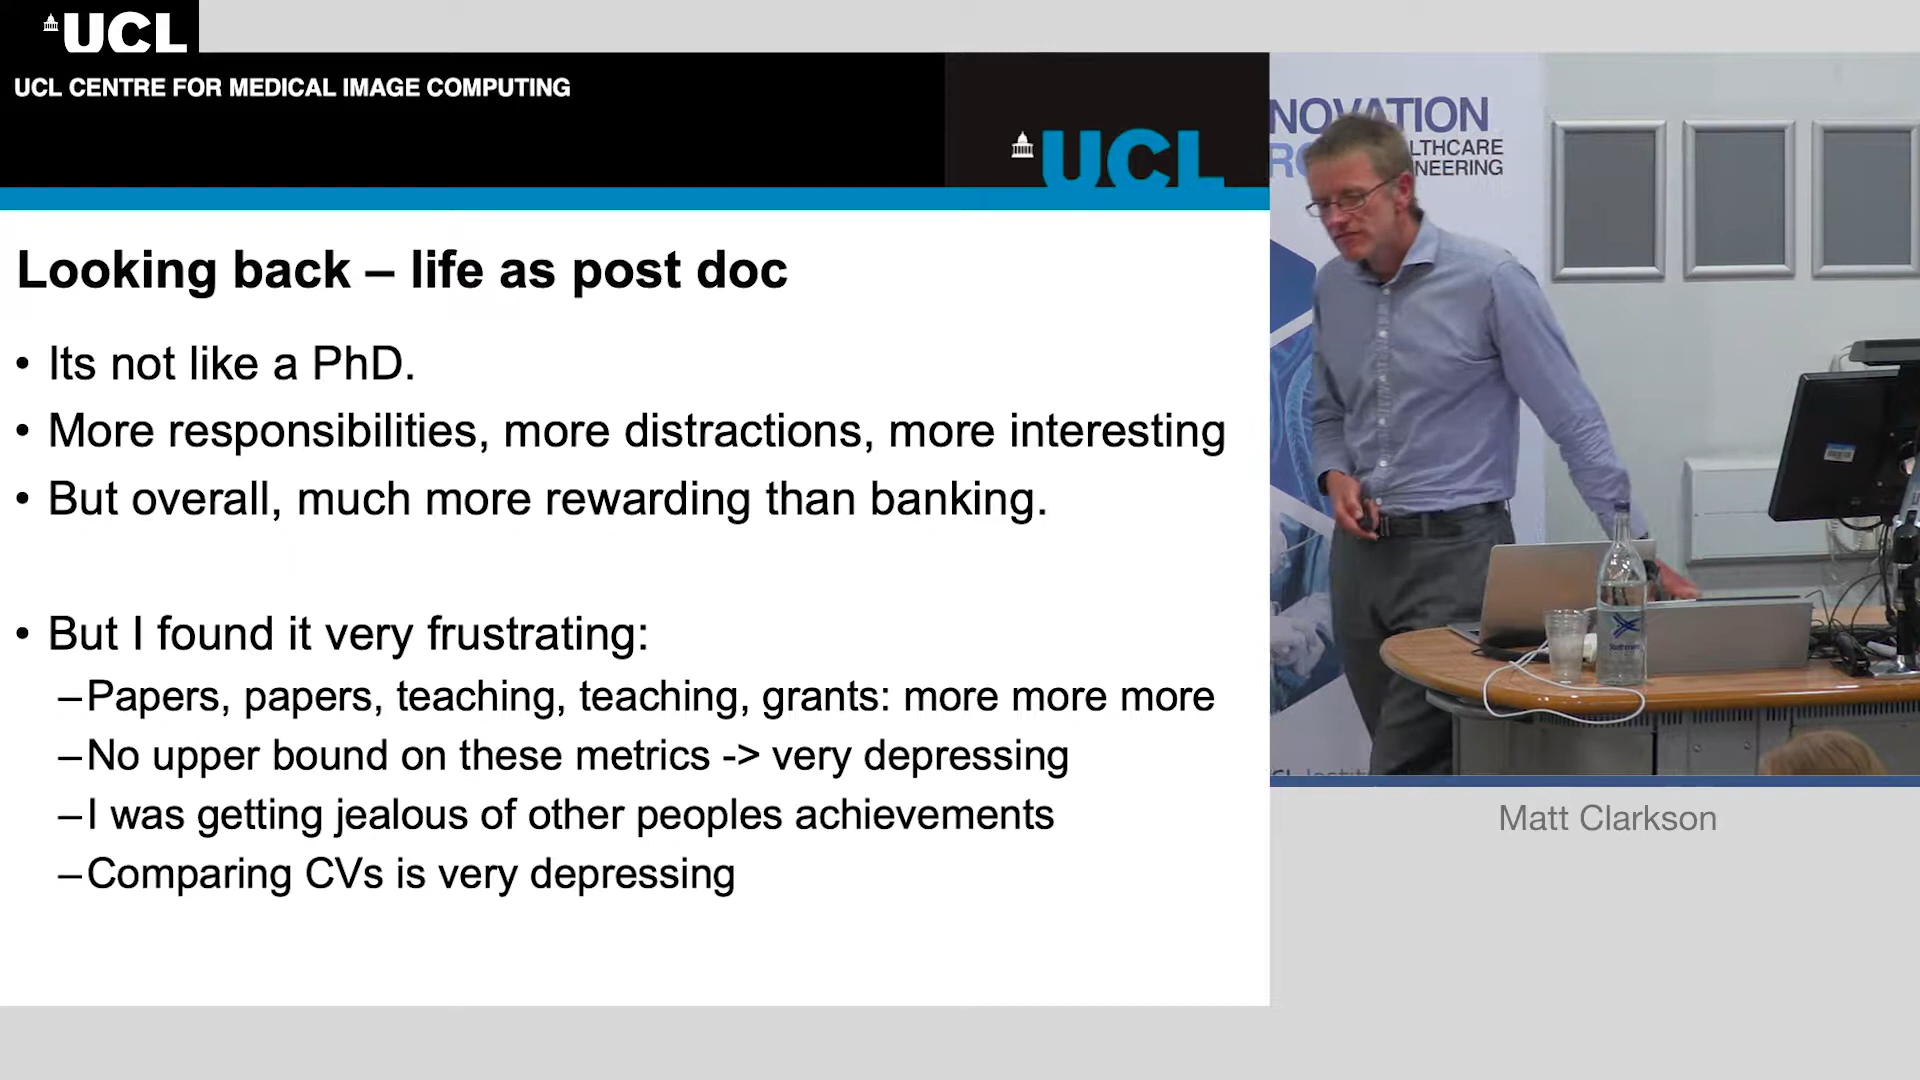 UCL
UCL CENTRE FOR MEDICAL IMAGE COMPUTING
UCL
Looking back – life as post doc
• Its not like a PhD.
• More responsibilities, more distractions, more interesting
• But overall, much more rewarding than banking.
• But I found it very frustrating:
–Papers, papers, teaching, teaching, grants: more more more
–No upper bound on these metrics -> very depressing
–I was getting jealous of other peoples achievements
–Comparing CVs is very depressing
NOVATION
LTHCARE
NEERING
Matt Clarkson